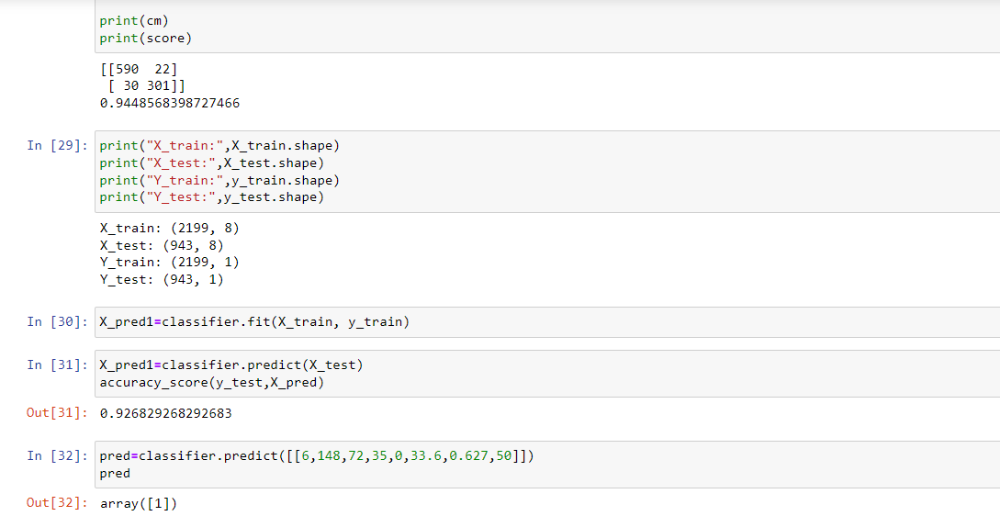 print(cm)
print(score)
[[590  22]
 [ 30 301]]
0.9448568398727466
In [29]: print("X_train:",X_train.shape)
print("X_test:",X_test.shape)
print("Y_train:",y_train.shape)
print("Y_test:",y_test.shape)
X_train: (2199, 8)
X_test: (943, 8)
Y_train: (2199, 1)
Y_test: (943, 1)
In [30]: X_pred1=classifier.fit(X_train, y_train)
In [31]: X_pred1=classifier.predict(X_test)
accuracy_score(y_test,X_pred)
Out[31]: 0.926829268292683
In [32]: pred=classifier.predict([[6,148,72,35,0,33.6,0.627,50]])
pred
Out[32]: array([1])